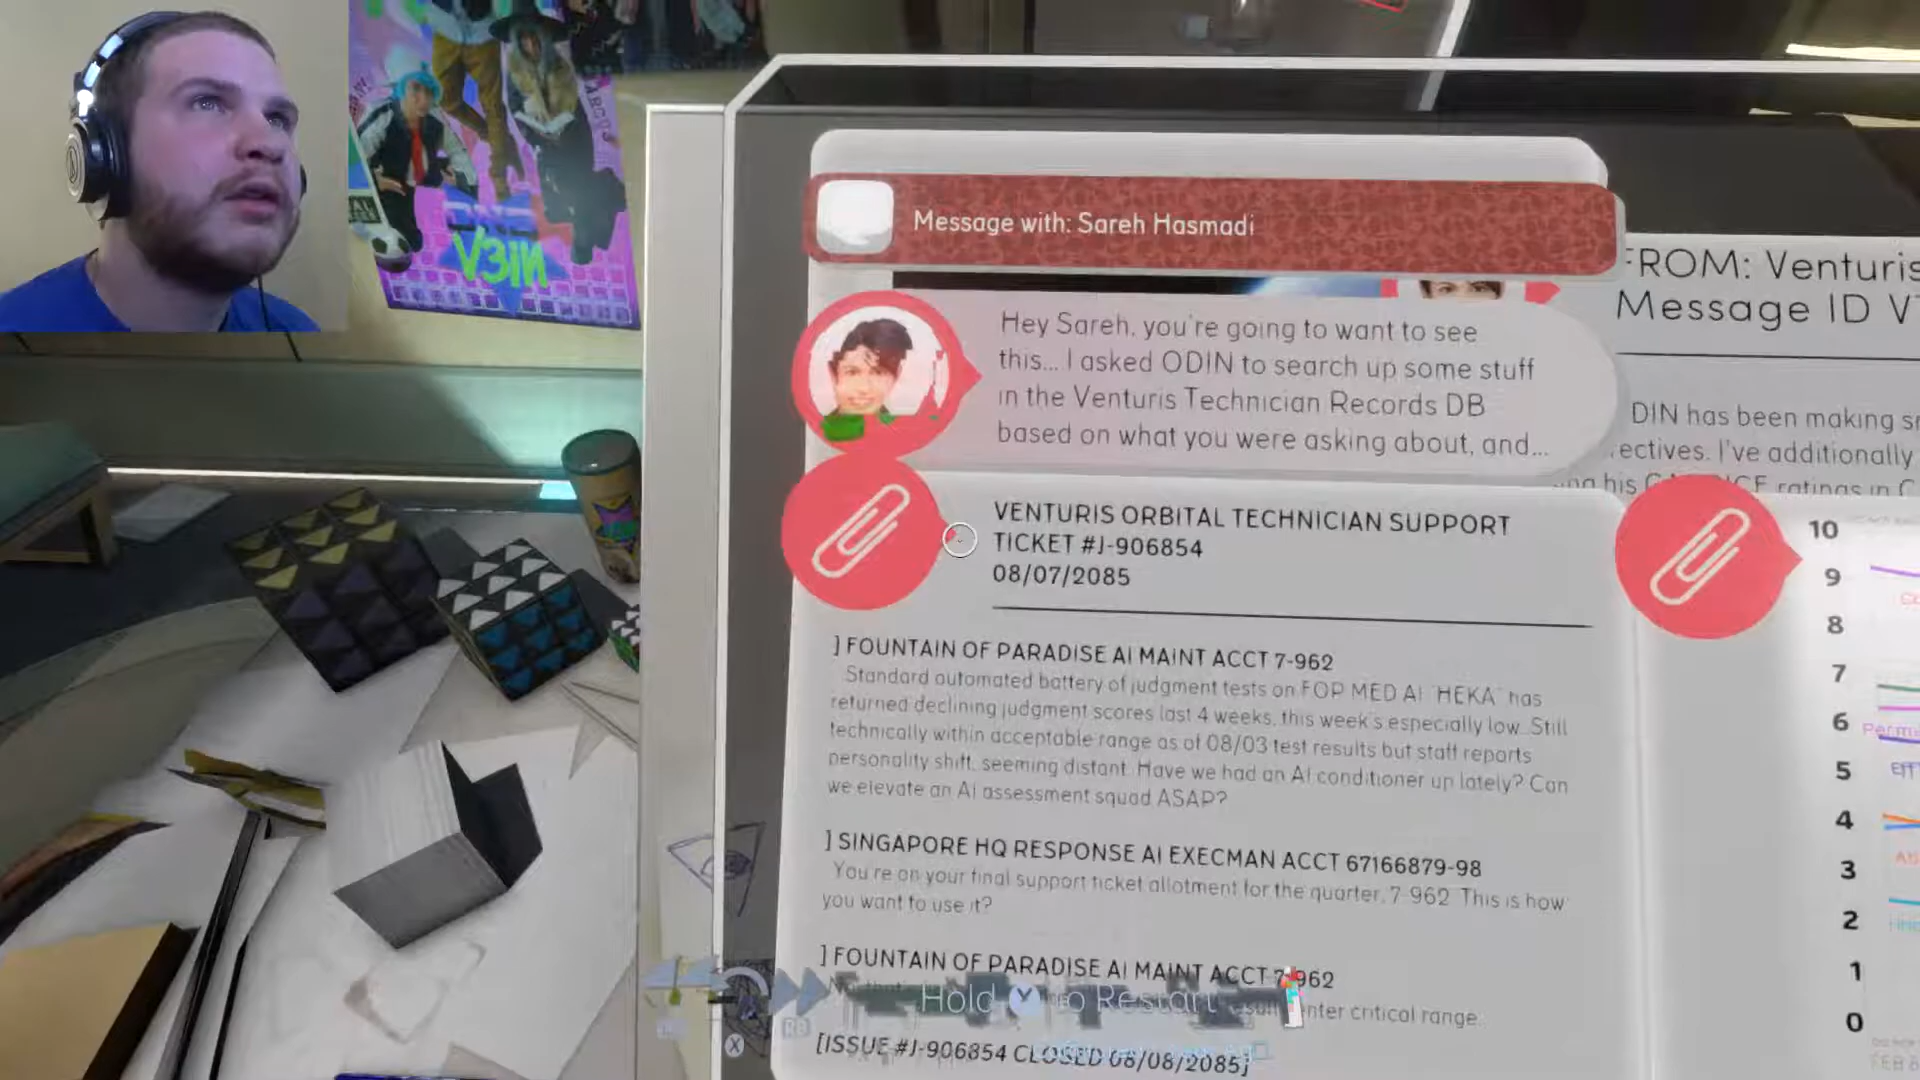 V3iN
Message with: Sareh Hasmadi
Hey Sareh, you're going to want to see
this... I asked ODIN to search up some stuff
in the Venturis Technician Records DB
based on what you were asking about, and...
VENTURIS ORBITAL TECHNICIAN SUPPORT
TICKET #J-906854
08/07/2085
] FOUNTAIN OF PARADISE AI MAINT ACCT 7-962
Standard automated battery of judgment tests on FOP MED AI "HEKA" has
returned declining judgment scores last 4 weeks, this week's especially low. Still
technically within acceptable range as of 08/03 test results but staff reports
personality shift, seeming distant. Have we had an AI conditioner up lately? Can
we elevate an AI assessment squad ASAP?
] SINGAPORE HQ RESPONSE AI EXECMAN ACCT 67166879-98
You're on your final support ticket allotment for the quarter, 7-962. This is how
you want to use it?
] FOUNTAIN OF PARADISE AI MAINT ACCT 7-962
enter critical range.
Hold Y to Restart
RB
X
[ISSUE #J-906854 CLOSED 08/08/2085]
FROM: Venturis
Message ID V
DIN has been making
ectives. I've additionally
his ratings in C
10
9
8
7
6
5
4
3
2
1
0
FEB